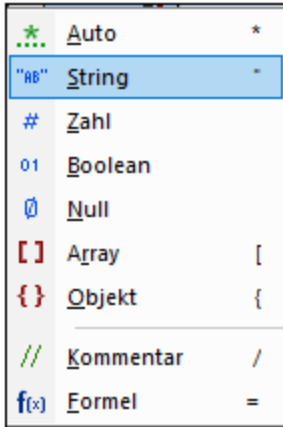 * Auto *
"AB" String "
# Zahl
01 Boolean
Ø Null
[ ] Array [
{ } Objekt {
// Kommentar /
f(x) Formel =